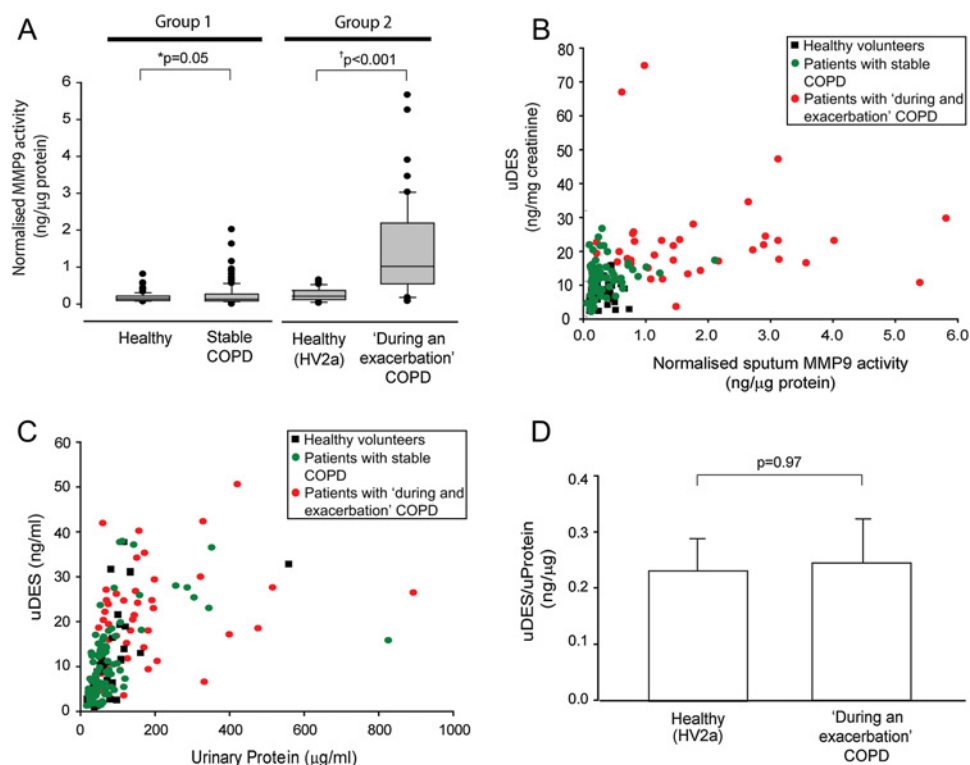 A
Group 1
Group 2
*p=0.05
†p<0.001
Normalised MMP9 activity
(ng/µg protein)
6
5
4
3
2
1
0
Healthy
Stable
COPD
Healthy
(HV2a)
'During an
exacerbation'
COPD
B
Healthy volunteers
Patients with stable
COPD
Patients with 'during and
exacerbation' COPD
uDES
(ng/mg creatinine)
80
70
60
50
40
30
20
10
0
0.0
1.0
2.0
3.0
4.0
5.0
6.0
Normalised sputum MMP9 activity
(ng/µg protein)
C
Healthy volunteers
Patients with stable
COPD
Patients with 'during and
exacerbation' COPD
uDES (ng/ml)
60
50
40
30
20
10
0
0
200
400
600
800
1000
Urinary Protein (µg/ml)
D
p=0.97
uDES/uProtein
(ng/µg)
0.4
0.3
0.2
0.1
0.0
Healthy
(HV2a)
'During an
exacerbation'
COPD